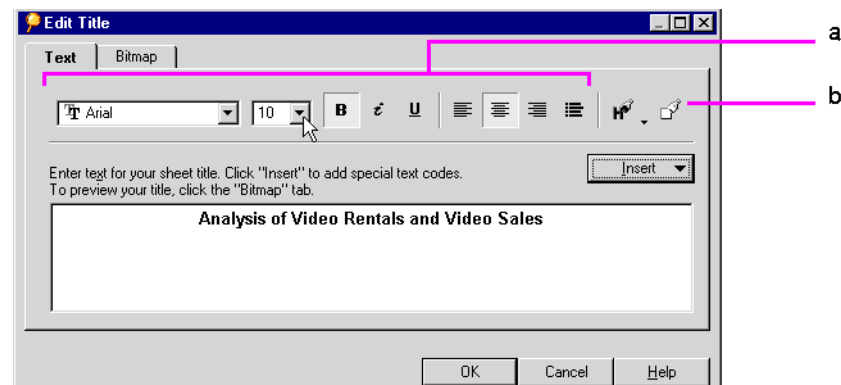 Edit Title
a
Text Bitmap
b
Arial 10 B i U H
Enter text for your sheet title. Click "Insert" to add special text codes.
To preview your title, click the "Bitmap" tab.
Insert
Analysis of Video Rentals and Video Sales
OK Cancel Help